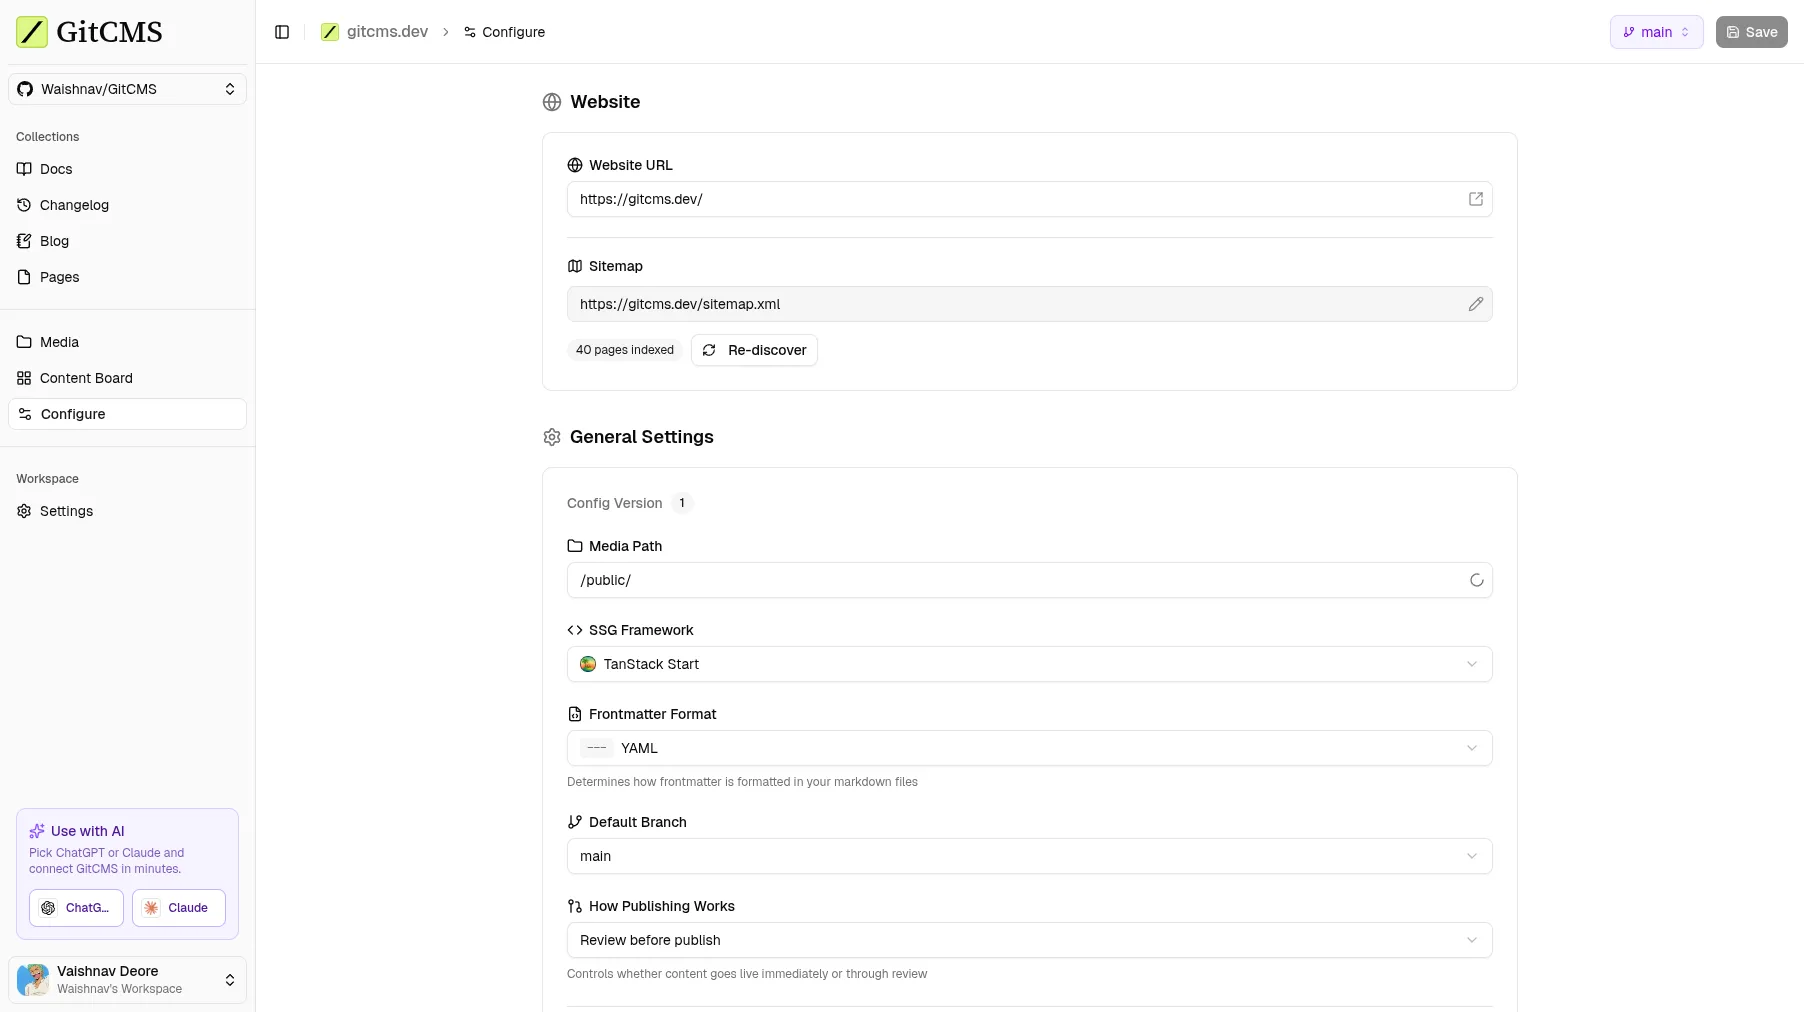 GitCMS
Waishnav/GitCMS
Collections
Docs
Changelog
Blog
Pages
Media
Content Board
Configure
Workspace
Settings
Use with AI
Pick ChatGPT or Claude and
connect GitCMS in minutes.
ChatG...
Claude
Vaishnav Deore
Vaishnav's Workspace
gitcms.dev
Configure
main
Save
Website
Website URL
https://gitcms.dev/
Sitemap
https://gitcms.dev/sitemap.xml
40 pages indexed
Re-discover
General Settings
Config Version 1
Media Path
/public/
SSG Framework
TanStack Start
Frontmatter Format
--- YAML
Determines how frontmatter is formatted in your markdown files
Default Branch
main
How Publishing Works
Review before publish
Controls whether content goes live immediately or through review